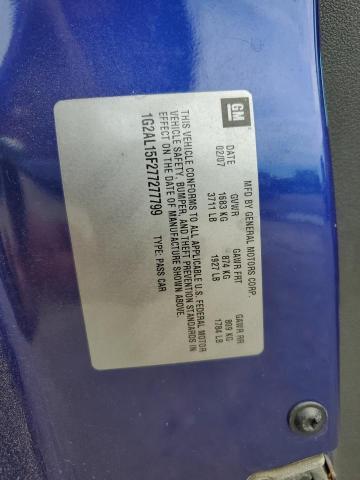 GM
MFD BY GENERAL MOTORS CORP.
DATE GVWR GAWR FRT GAWR RR
02/07 1683 KG 874 KG 809 KG
3711 LB 1927 LB 1784 LB
THIS VEHICLE CONFORMS TO ALL APPLICABLE U.S. FEDERAL MOTOR
VEHICLE SAFETY, BUMPER, AND THEFT PREVENTION STANDARDS IN
EFFECT ON THE DATE OF MANUFACTURE SHOWN ABOVE.
1G2AL15F277277799 TYPE: PASS CAR